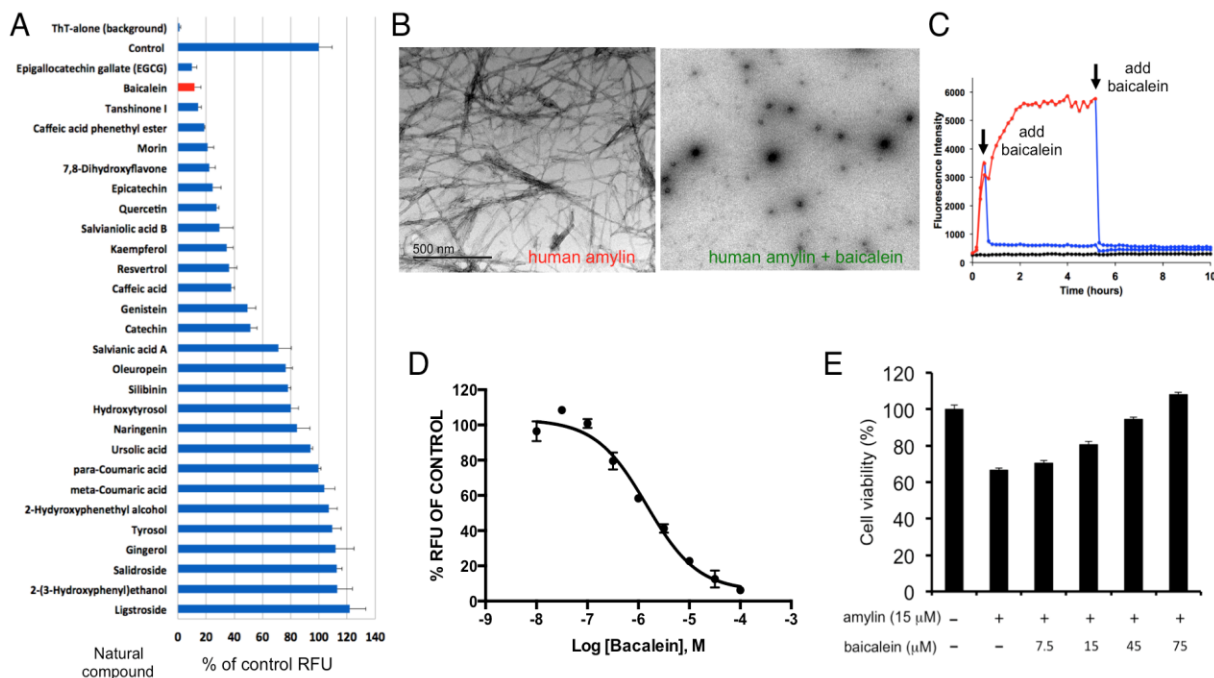 A
ThT-alone (background)
Control
Epigallocatechin gallate (EGCG)
Baicalein
Tanshinone I
Caffeic acid phenethyl ester
Morin
7,8-Dihydroxyflavone
Epicatechin
Quercetin
Salvianiolic acid B
Kaempferol
Resvertrol
Caffeic acid
Genistein
Catechin
Salvianic acid A
Oleuropein
Silibinin
Hydroxytyrosol
Naringenin
Ursolic acid
para-Coumaric acid
meta-Coumaric acid
2-Hydyroxyphenethyl alcohol
Tyrosol
Gingerol
Salidroside
2-(3-Hydroxyphenyl)ethanol
Ligstroside
0 20 40 60 80 100 120 140
Natural
compound
% of control RFU
B
500 nm
human amylin
human amylin + baicalein
C
add
baicalein
add
baicalein
7000
6000
5000
4000
3000
2000
1000
0
Fluorescence Intensity
0 2 4 6 8 10
Time (hours)
D
120
100
80
60
40
20
0
% RFU OF CONTROL
-9 -8 -7 -6 -5 -4 -3
Log [Bacalein], M
E
120
100
80
60
40
20
0
Cell viability (%)
amylin (15 μM) – + + + + +
baicalein (μM) – – 7.5 15 45 75